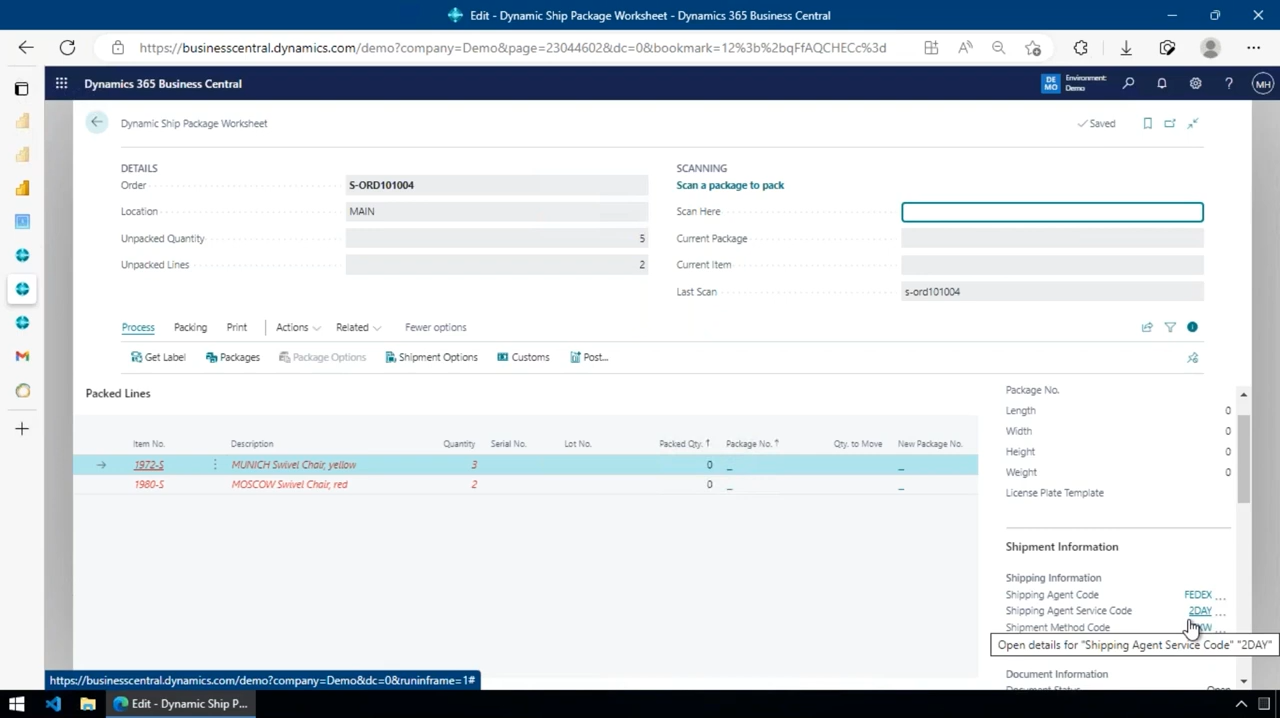 Edit - Dynamic Ship Package Worksheet - Dynamics 365 Business Central
https://businesscentral.dynamics.com/demo?company=Demo&page=23044602&dc=0&bookmark=12%3b%2bqFfAQCHECc%3d
Dynamics 365 Business Central
DE MO Environment: Demo MH
Dynamic Ship Package Worksheet
Saved
DETAILS
Order S-ORD101004
Location MAIN
Unpacked Quantity 5
Unpacked Lines 2
SCANNING
Scan a package to pack
Scan Here
Current Package
Current Item
Last Scan s-ord101004
Process Packing Print Actions Related Fewer options
Get Label Packages Package Options Shipment Options Customs Post...
Packed Lines
Item No. Description Quantity Serial No. Lot No. Packed Qty. ↑ Package No. ↑ Qty. to Move New Package No.
→ 1972-S MUNICH Swivel Chair, yellow 3 0 _ _
1980-S MOSCOW Swivel Chair, red 2 0 _ _
Package No.
Length 0
Width 0
Height 0
Weight 0
License Plate Template
Shipment Information
Shipping Information
Shipping Agent Code FEDEX ...
Shipping Agent Service Code 2DAY ...
Shipment Method Code
Open details for "Shipping Agent Service Code" "2DAY"
Document Information
Document Status Open
https://businesscentral.dynamics.com/demo?company=Demo&dc=0&runinframe=1#
Edit - Dynamic Ship P...